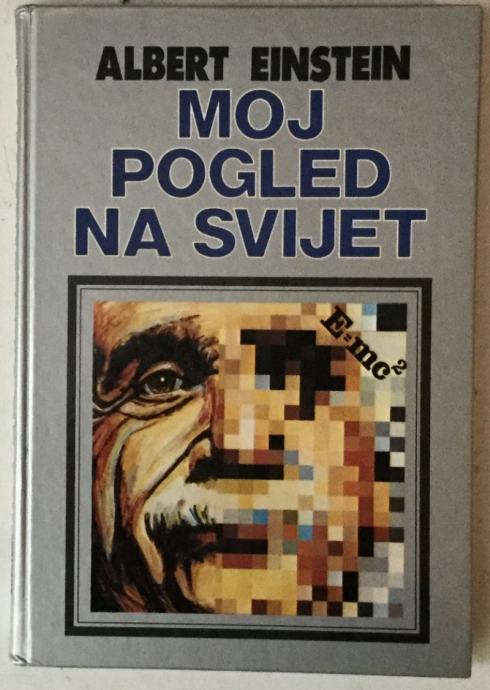 ALBERT EINSTEIN
MOJ
POGLED
NA SVIJET
E=mc²